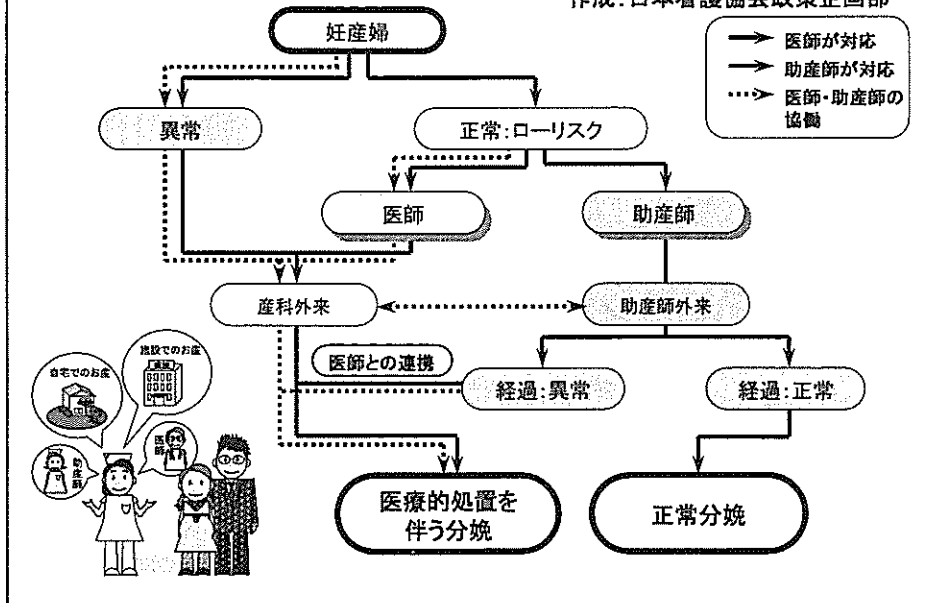 作成:日本看護協会政策企画部
妊産婦
医師が対応
助産師が対応
医師・助産師の
協働
異常
正常:ローリスク
医師
助産師
産科外来
助産師外来
医師との連携
経過:異常
経過:正常
施設でのお産
自宅でのお産
病院
医師
助産師
医療的処置を
伴う分娩
正常分娩